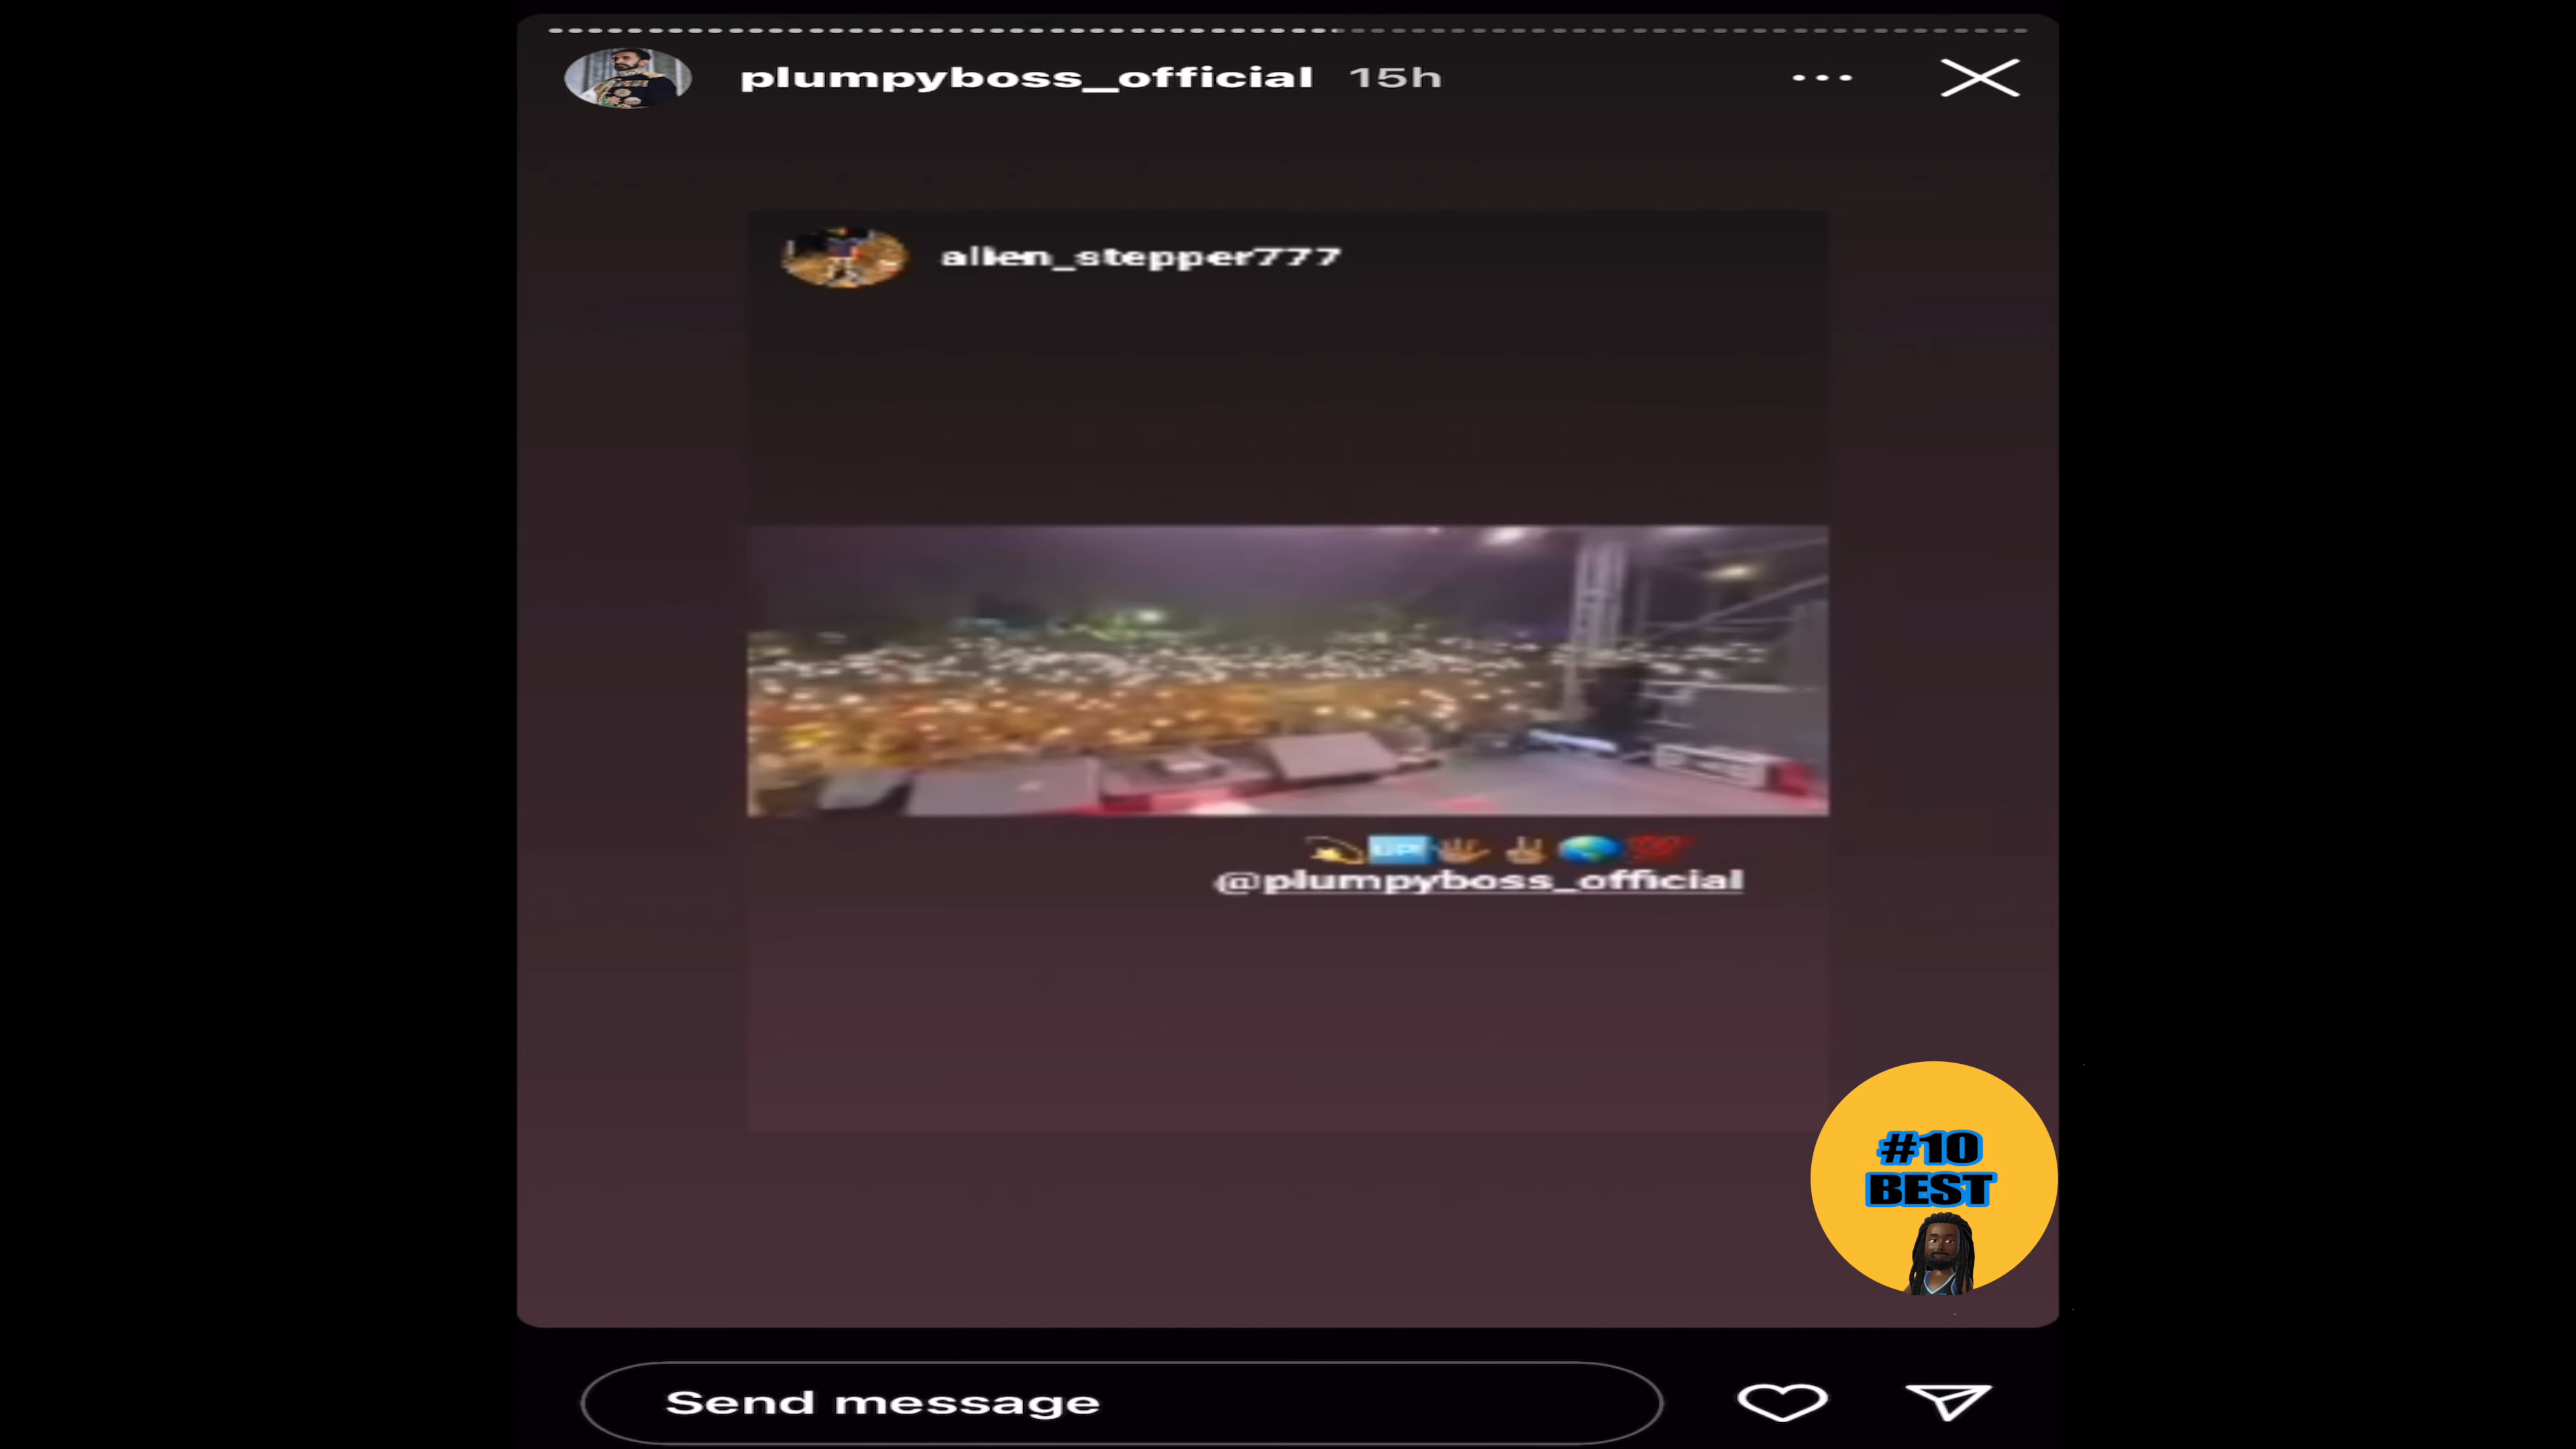 plumpyboss_official 15h
alien_stepper777
@plumpyboss_official
#10
BEST
Send message